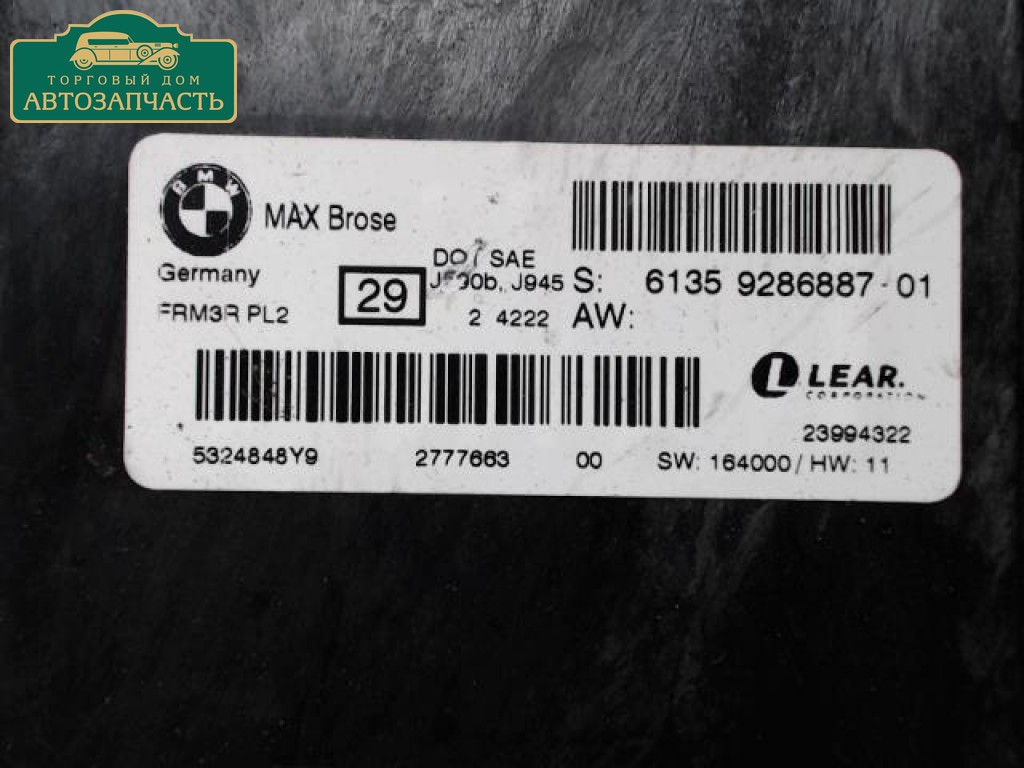 ТОРГОВЫЙ ДОМ
АВТОЗАПЧАСТЬ
BMW
MAX Brose
Germany
FRM3R PL2
29
SAE
J945
2 4222
S: 6135 9286887-01
AW:
LEAR.
CORPORATION
23994322
5324848Y9 2777663 00 SW: 164000/HW: 11